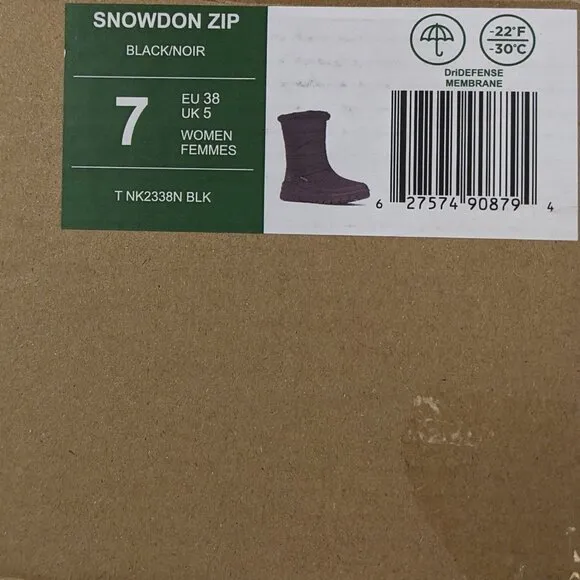 SNOWDON ZIP
BLACK/NOIR
7
EU 38
UK 5
WOMEN
FEMMES
T NK2338N BLK
-22°F
-30°C
DriDEFENSE
MEMBRANE
6 27574 90879 4